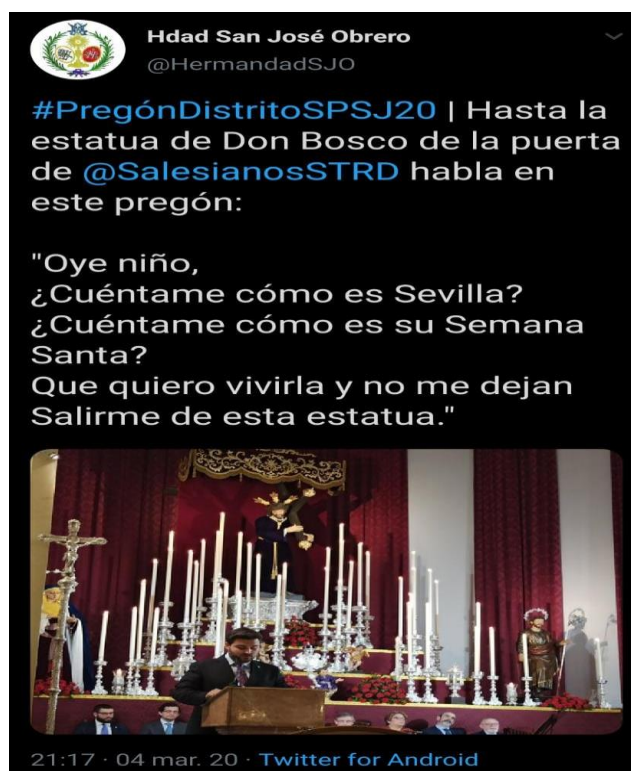 Hdad San José Obrero
@HermandadSJO
#PregónDistritoSPSJ20 | Hasta la
estatua de Don Bosco de la puerta
de @SalesianosSTRD habla en
este pregón:
"Oye niño,
¿Cuéntame cómo es Sevilla?
¿Cuéntame cómo es su Semana
Santa?
Que quiero vivirla y no me dejan
Salirme de esta estatua."
21:17 · 04 mar. 20 · Twitter for Android